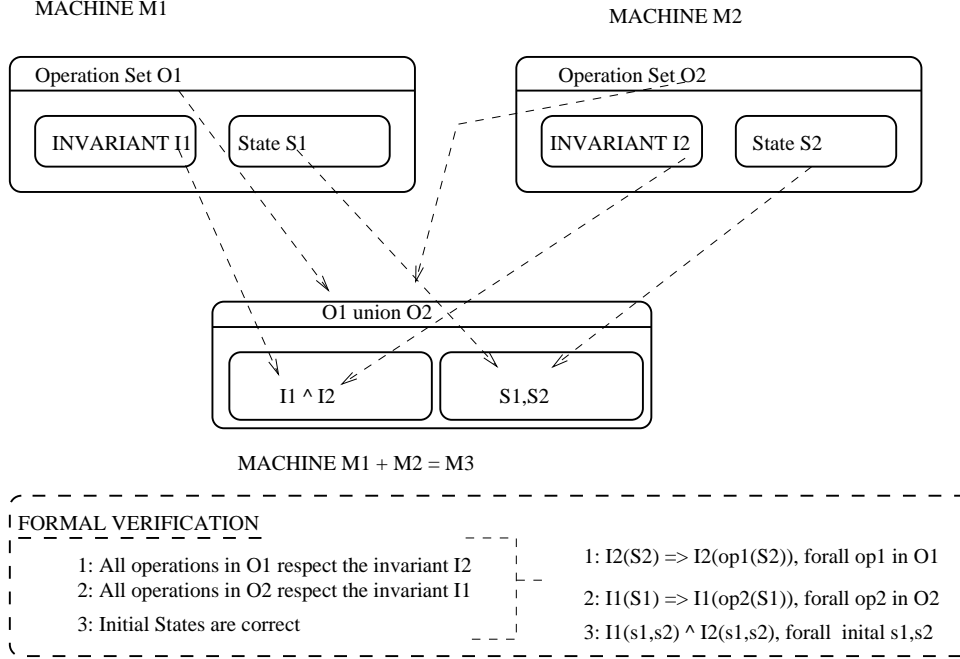 MACHINE M1
MACHINE M2
Operation Set O1
Operation Set O2
INVARIANT I1
State S1
INVARIANT I2
State S2
O1 union O2
I1 ^ I2
S1,S2
MACHINE M1 + M2 = M3
FORMAL VERIFICATION
1: All operations in O1 respect the invariant I2
2: All operations in O2 respect the invariant I1
3: Initial States are correct
1: I2(S2) => I2(op1(S2)), forall op1 in O1
2: I1(S1) => I1(op2(S1)), forall op2 in O2
3: I1(s1,s2) ^ I2(s1,s2), forall inital s1,s2